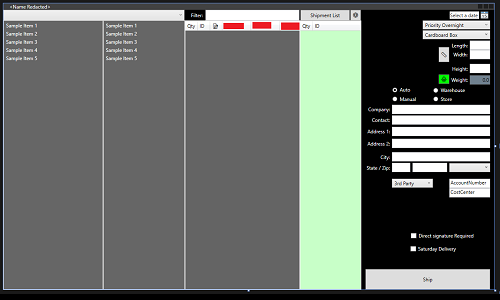 <Name Redacted>
Select a date 15
Filter:
Shipment List
Priority Overnight
Cardboard Box
Qty ID
Qty ID
Sample Item 1
Sample Item 2
Sample Item 3
Sample Item 4
Sample Item 5
Sample Item 1
Sample Item 2
Sample Item 3
Sample Item 4
Sample Item 5
Length:
Width:
Height:
Weight: 0.0
Auto
Warehouse
Manual
Store
Company:
Contact:
Address 1:
Address 2:
City:
State / Zip:
3rd Party
AccountNumber
CostCenter
Direct signature Required
Saturday Delivery
Ship